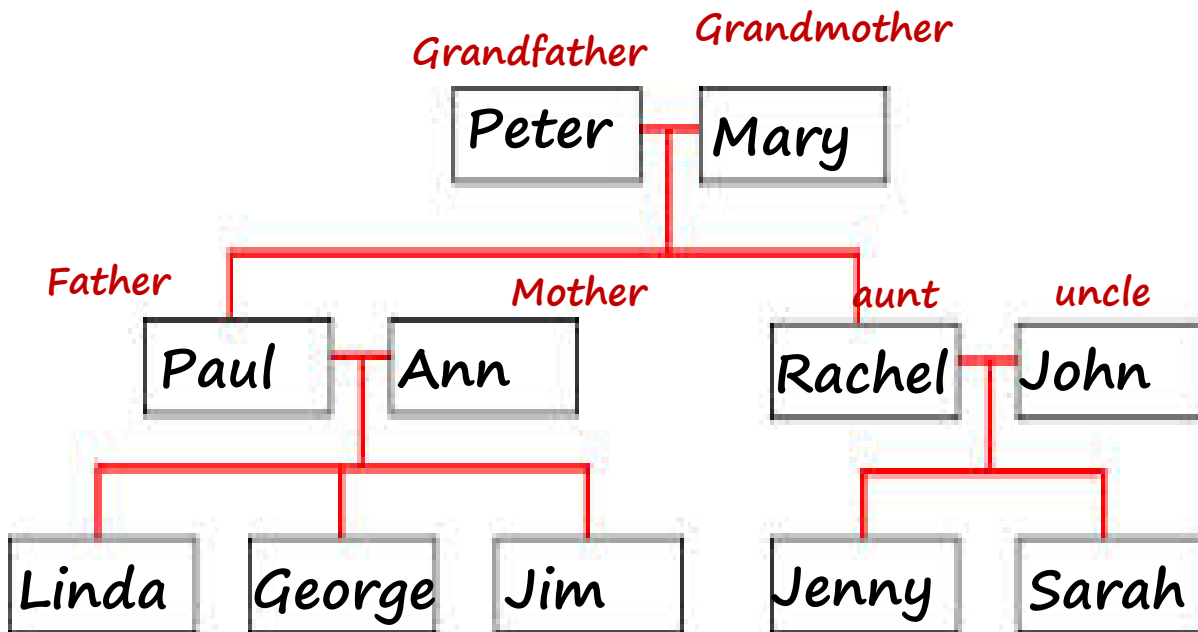 Grandfather Grandmother
Peter Mary
Father Mother aunt uncle
Paul Ann Rachel John
Linda George Jim Jenny Sarah